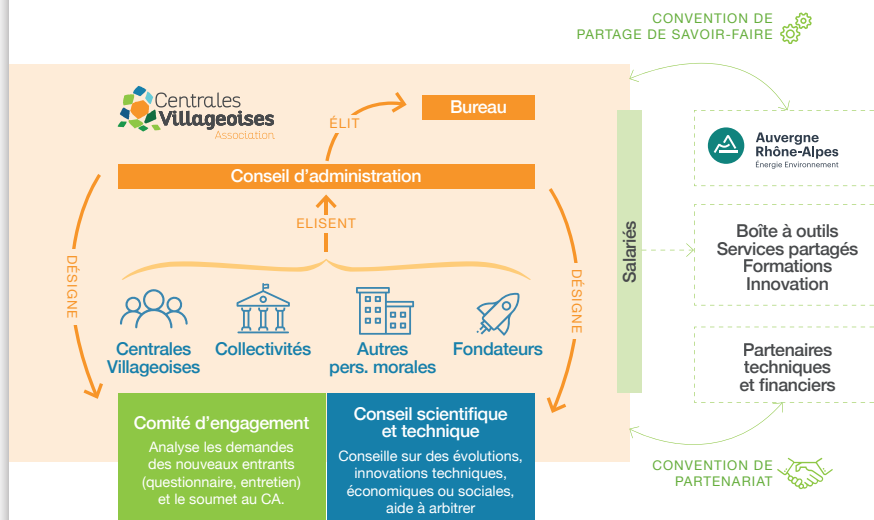 CONVENTION DE
PARTAGE DE SAVOIR-FAIRE
Centrales
Villageoises
Association
ÉLIT
Bureau
Conseil d'administration
ELISENT
DÉSIGNE
DÉSIGNE
Centrales
Villageoises
Collectivités
Autres
pers. morales
Fondateurs
Comité d'engagement
Analyse les demandes
des nouveaux entrants
(questionnaire, entretien)
et le soumet au CA.
Conseil scientifique
et technique
Conseille sur des évolutions,
innovations techniques,
économiques ou sociales,
aide à arbitrer
Salariés
Auvergne
Rhône-Alpes
Énergie Environnement
Boîte à outils
Services partagés
Formations
Innovation
Partenaires
techniques
et financiers
CONVENTION DE
PARTENARIAT